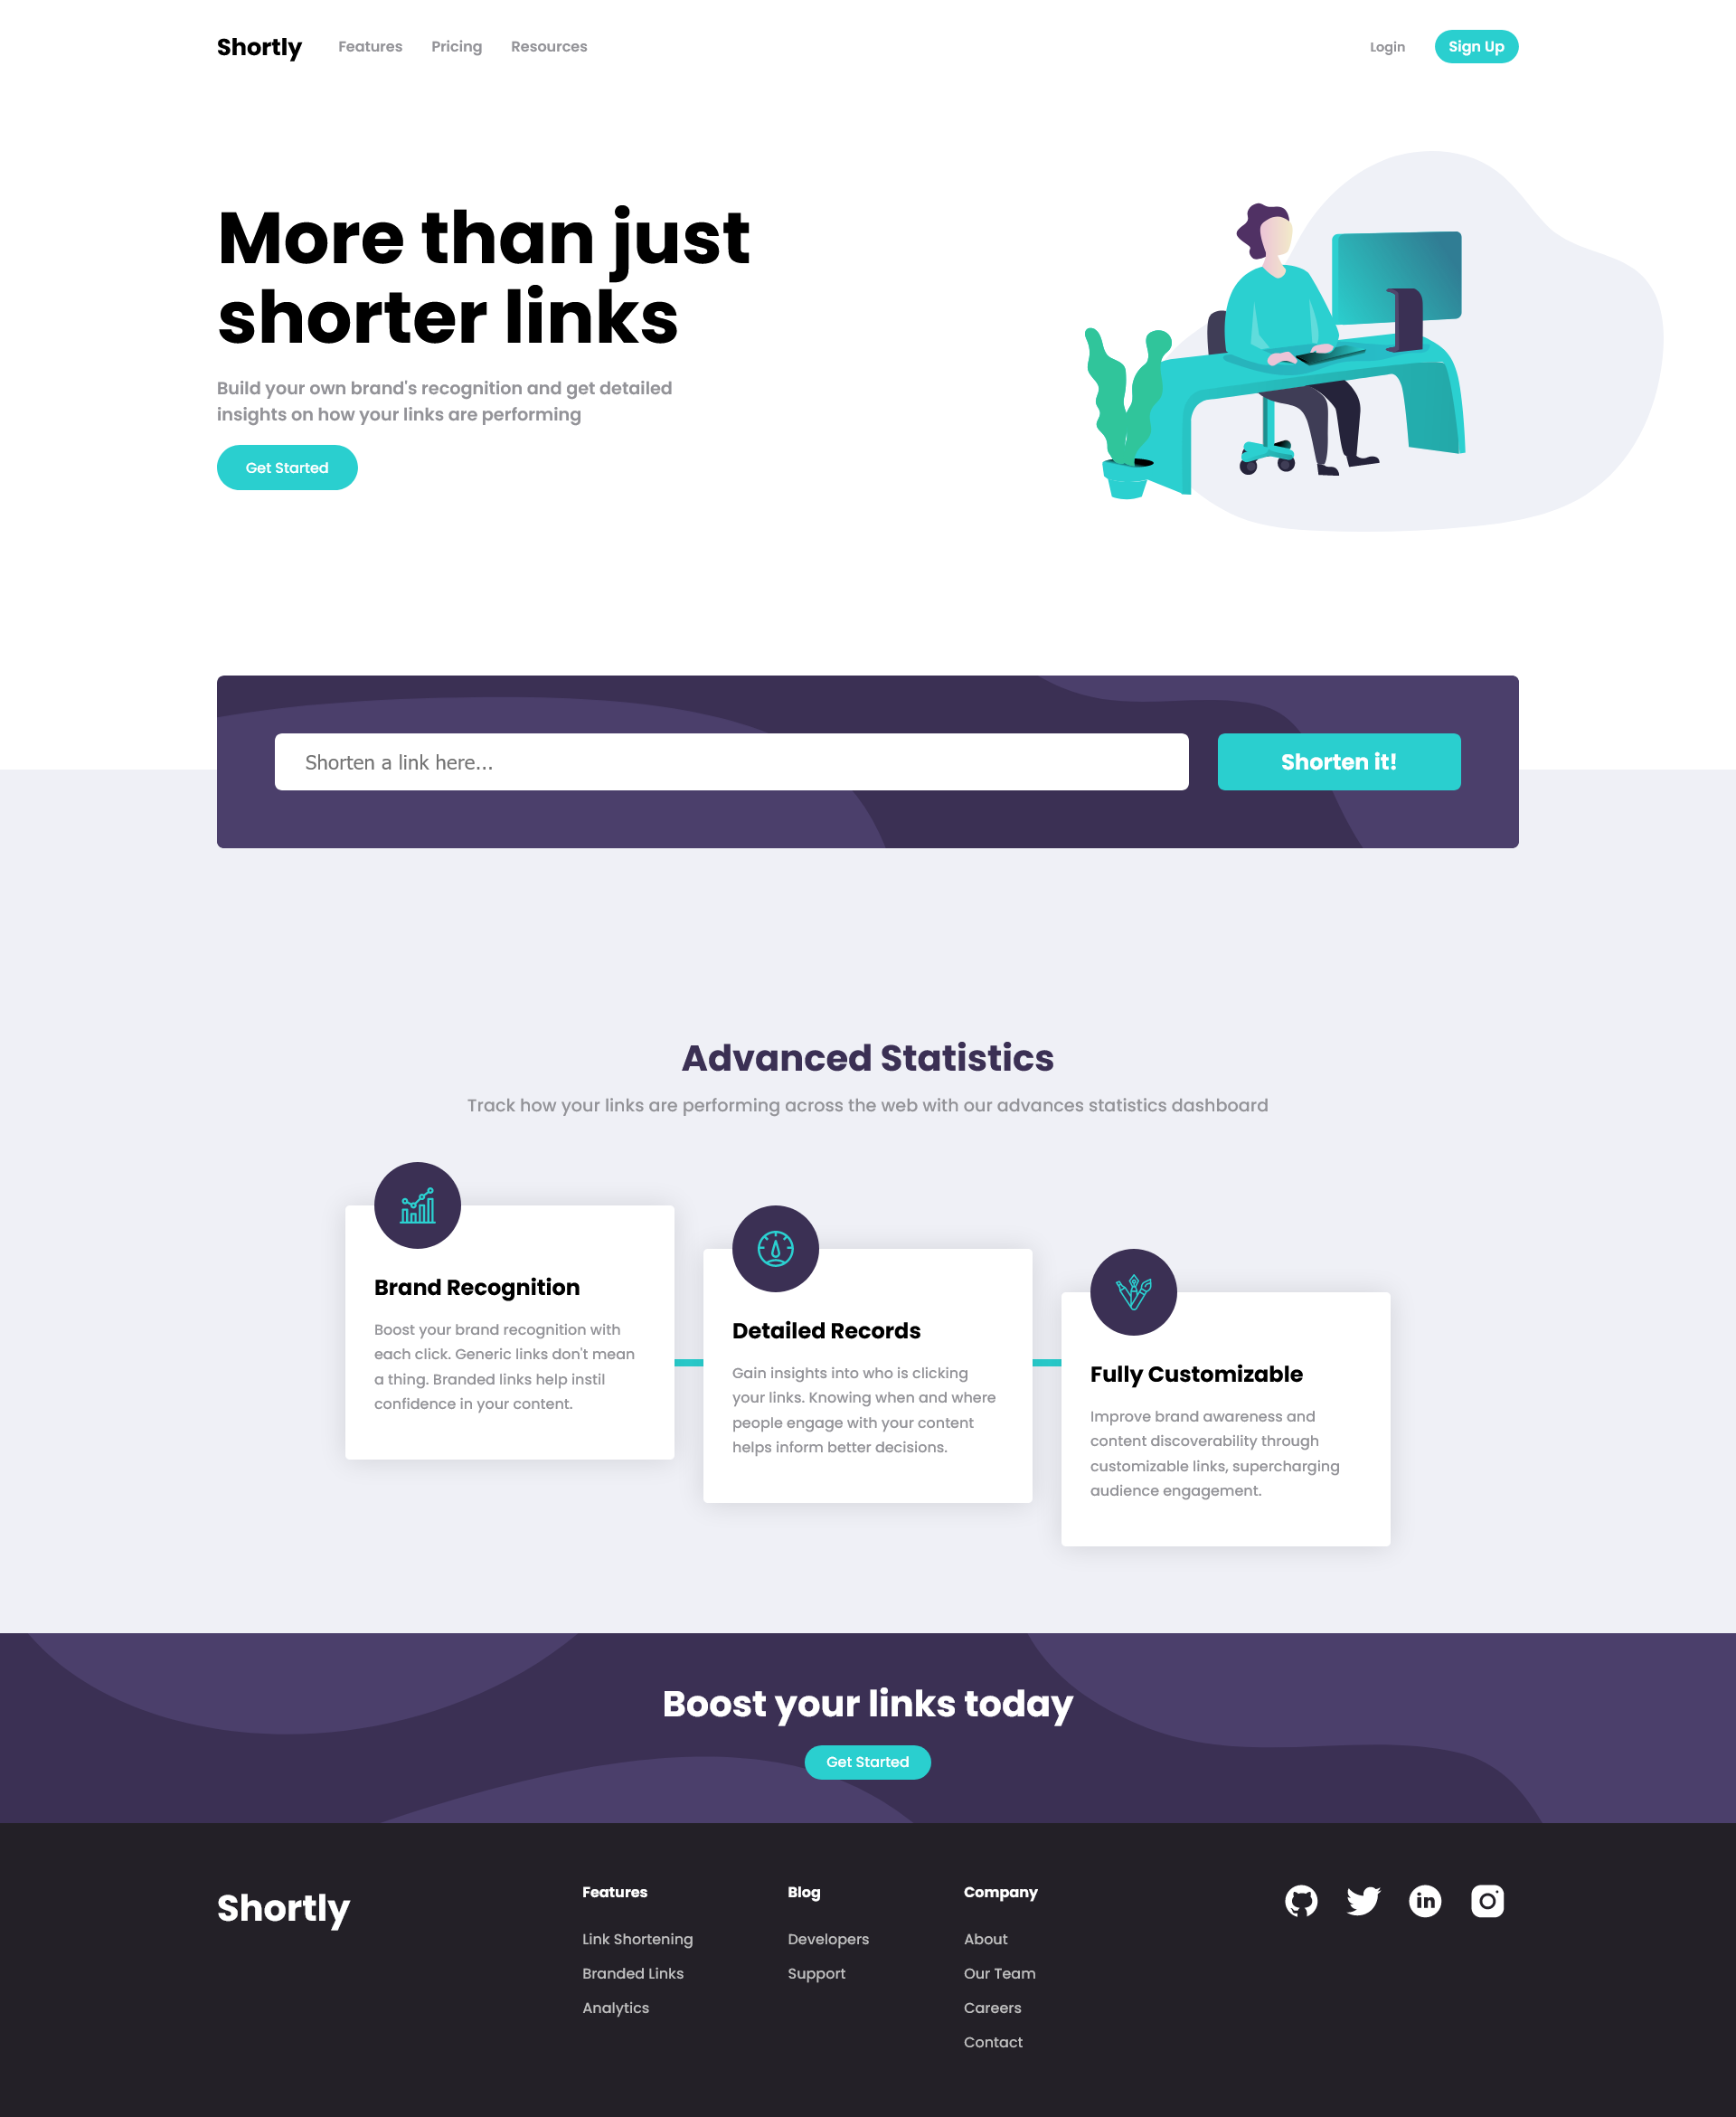 Shortly
Features
Pricing
Resources
Login
Sign Up
More than just
shorter links
Build your own brand's recognition and get detailed
insights on how your links are performing
Get Started
Shorten a link here...
Shorten it!
Advanced Statistics
Track how your links are performing across the web with our advances statistics dashboard
Brand Recognition
Boost your brand recognition with
each click. Generic links don't mean
a thing. Branded links help instil
confidence in your content.
Detailed Records
Gain insights into who is clicking
your links. Knowing when and where
people engage with your content
helps inform better decisions.
Fully Customizable
Improve brand awareness and
content discoverability through
customizable links, supercharging
audience engagement.
Boost your links today
Get Started
Shortly
Features
Link Shortening
Branded Links
Analytics
Blog
Developers
Support
Company
About
Our Team
Careers
Contact